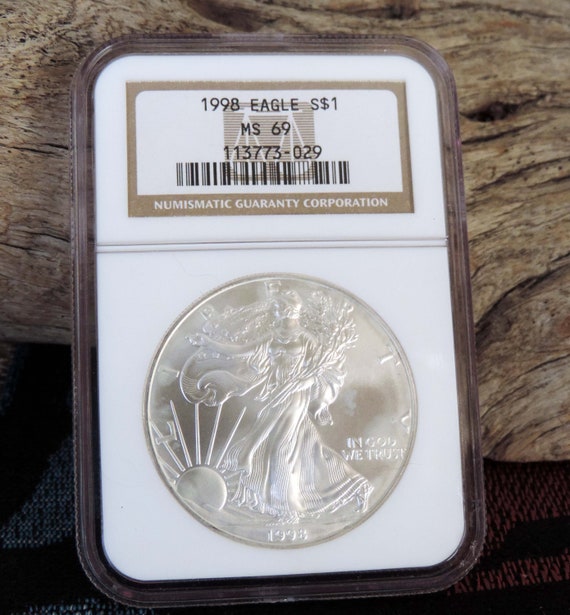 1998 EAGLE S$1
MS 69
113773-029
NUMISMATIC GUARANTY CORPORATION
LIBERTY
IN GOD
WE TRUST
1998